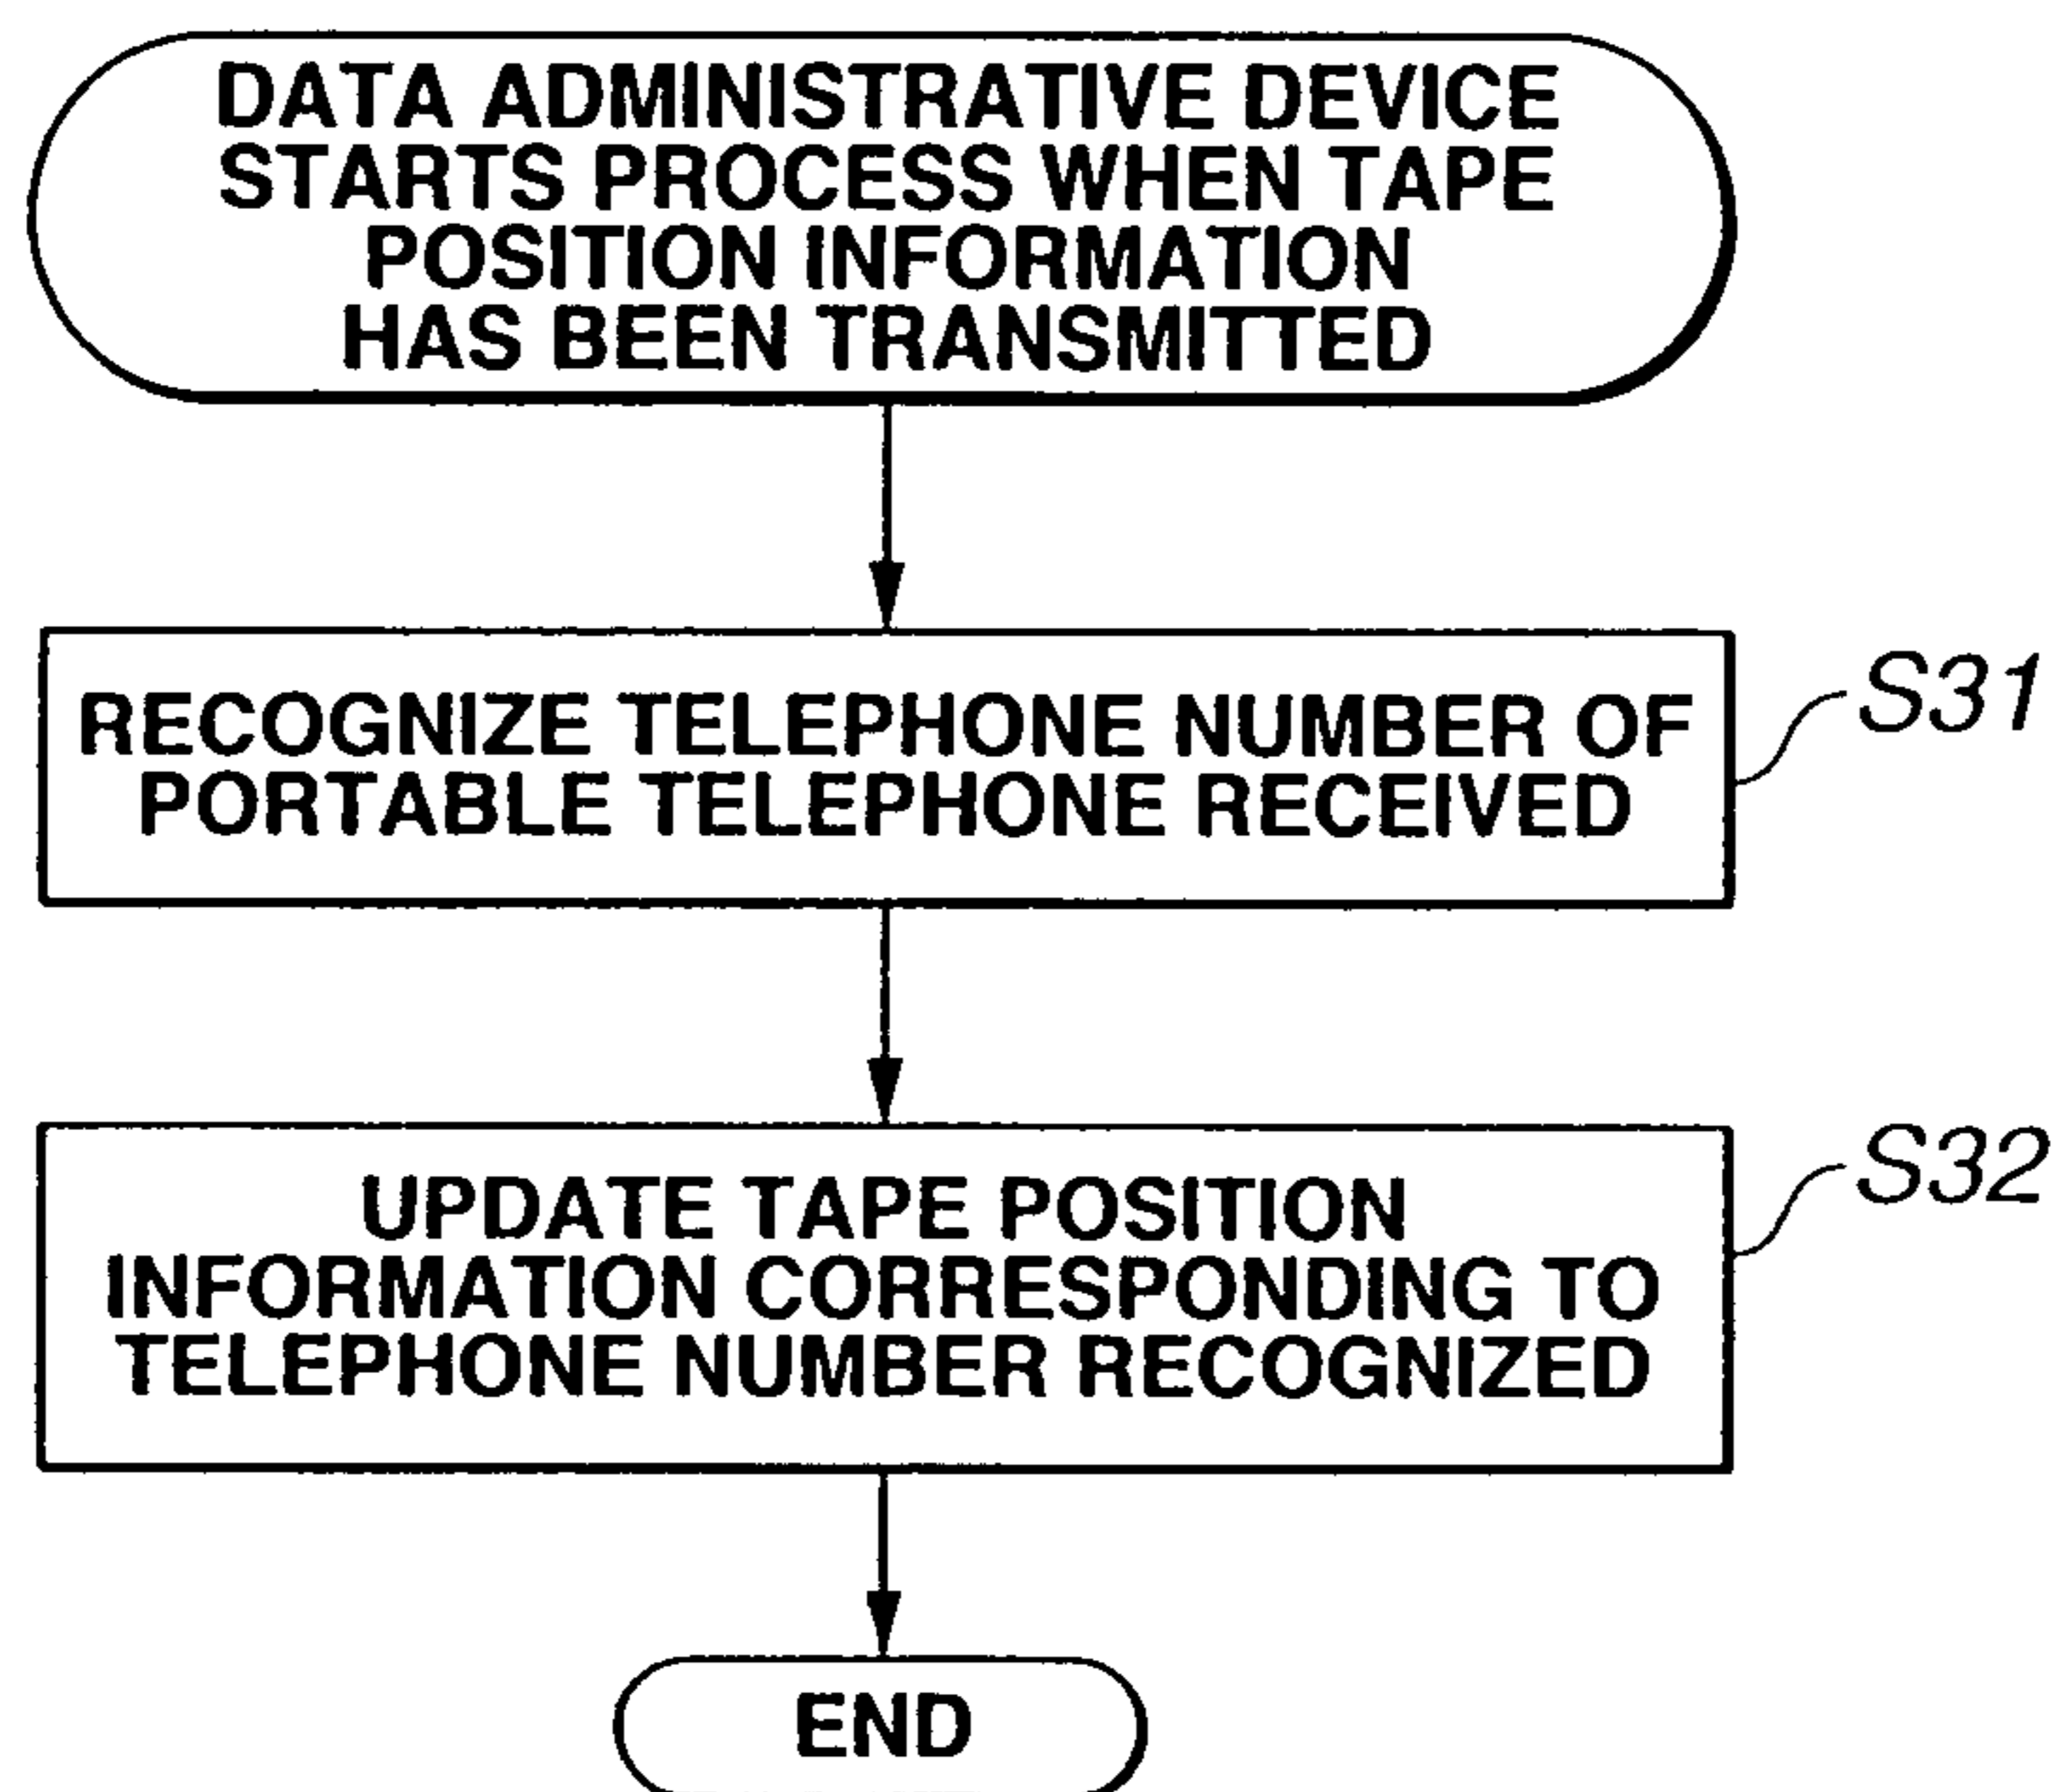 DATA ADMINISTRATIVE DEVICE
STARTS PROCESS WHEN TAPE
POSITION INFORMATION
HAS BEEN TRANSMITTED
RECOGNIZE TELEPHONE NUMBER OF
PORTABLE TELEPHONE RECEIVED
S31
UPDATE TAPE POSITION
INFORMATION CORRESPONDING TO
TELEPHONE NUMBER RECOGNIZED
S32
END